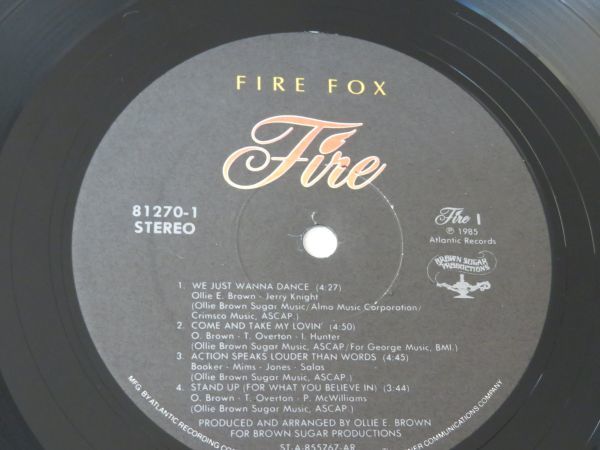 FIRE FOX
Fire
81270-1
STEREO
Fire 1
℗ 1985
Atlantic Records
BROWN SUGAR
PRODUCTIONS
1. WE JUST WANNA DANCE (4:27)
Ollie E. Brown - Jerry Knight
(Ollie Brown Sugar Music/Almo Music Corporation/
Crimsco Music, ASCAP.)
2. COME AND TAKE MY LOVIN' (4:50)
O. Brown - T. Overton - I. Hunter
(Ollie Brown Sugar Music, ASCAP/For George Music, BMI.)
3. ACTION SPEAKS LOUDER THAN WORDS (4:45)
Booker - Mims - Jones - Salas
(Ollie Brown Sugar Music, ASCAP.)
4. STAND UP (FOR WHAT YOU BELIEVE IN) (3:44)
O. Brown - T. Overton - P. McWilliams
(Ollie Brown Sugar Music, ASCAP.)
PRODUCED AND ARRANGED BY OLLIE E. BROWN
FOR BROWN SUGAR PRODUCTIONS
ST-A-855767-AR
MFG. BY ATLANTIC RECORDING COMMUNICATIONS COMPANY